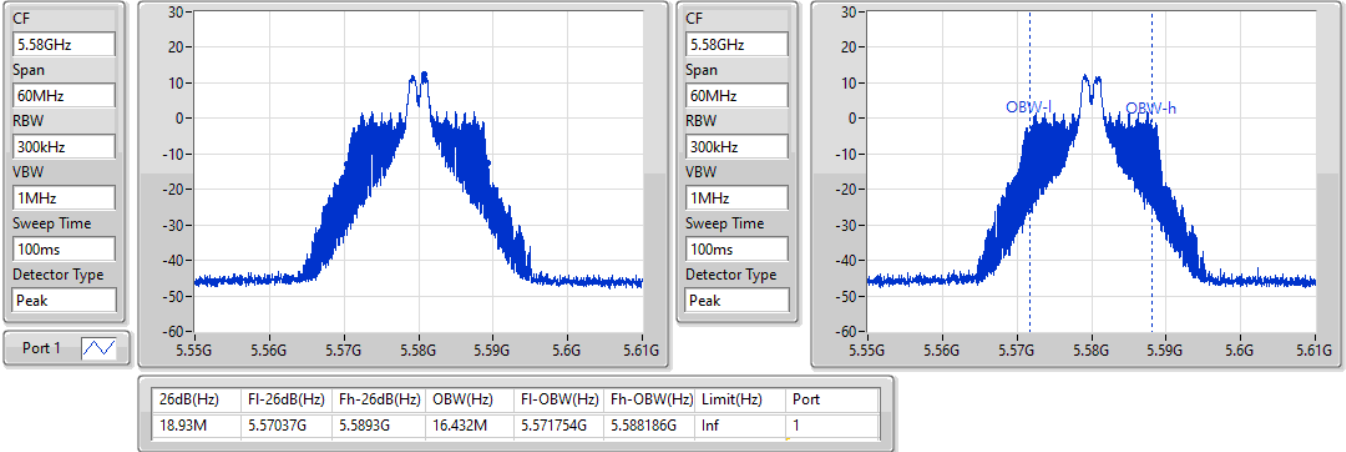 CF
5.58GHz
Span
60MHz
RBW
300kHz
VBW
1MHz
Sweep Time
100ms
Detector Type
Peak
Port 1
30
20
10
0
-10
-20
-30
-40
-50
-60
5.55G 5.56G 5.57G 5.58G 5.59G 5.6G 5.61G
CF
5.58GHz
Span
60MHz
RBW
300kHz
VBW
1MHz
Sweep Time
100ms
Detector Type
Peak
30
20
10
0
-10
-20
-30
-40
-50
-60
OBW-l OBW-h
5.55G 5.56G 5.57G 5.58G 5.59G 5.6G 5.61G
26dB(Hz) Fl-26dB(Hz) Fh-26dB(Hz) OBW(Hz) Fl-OBW(Hz) Fh-OBW(Hz) Limit(Hz) Port
18.93M 5.57037G 5.5893G 16.432M 5.571754G 5.588186G Inf 1